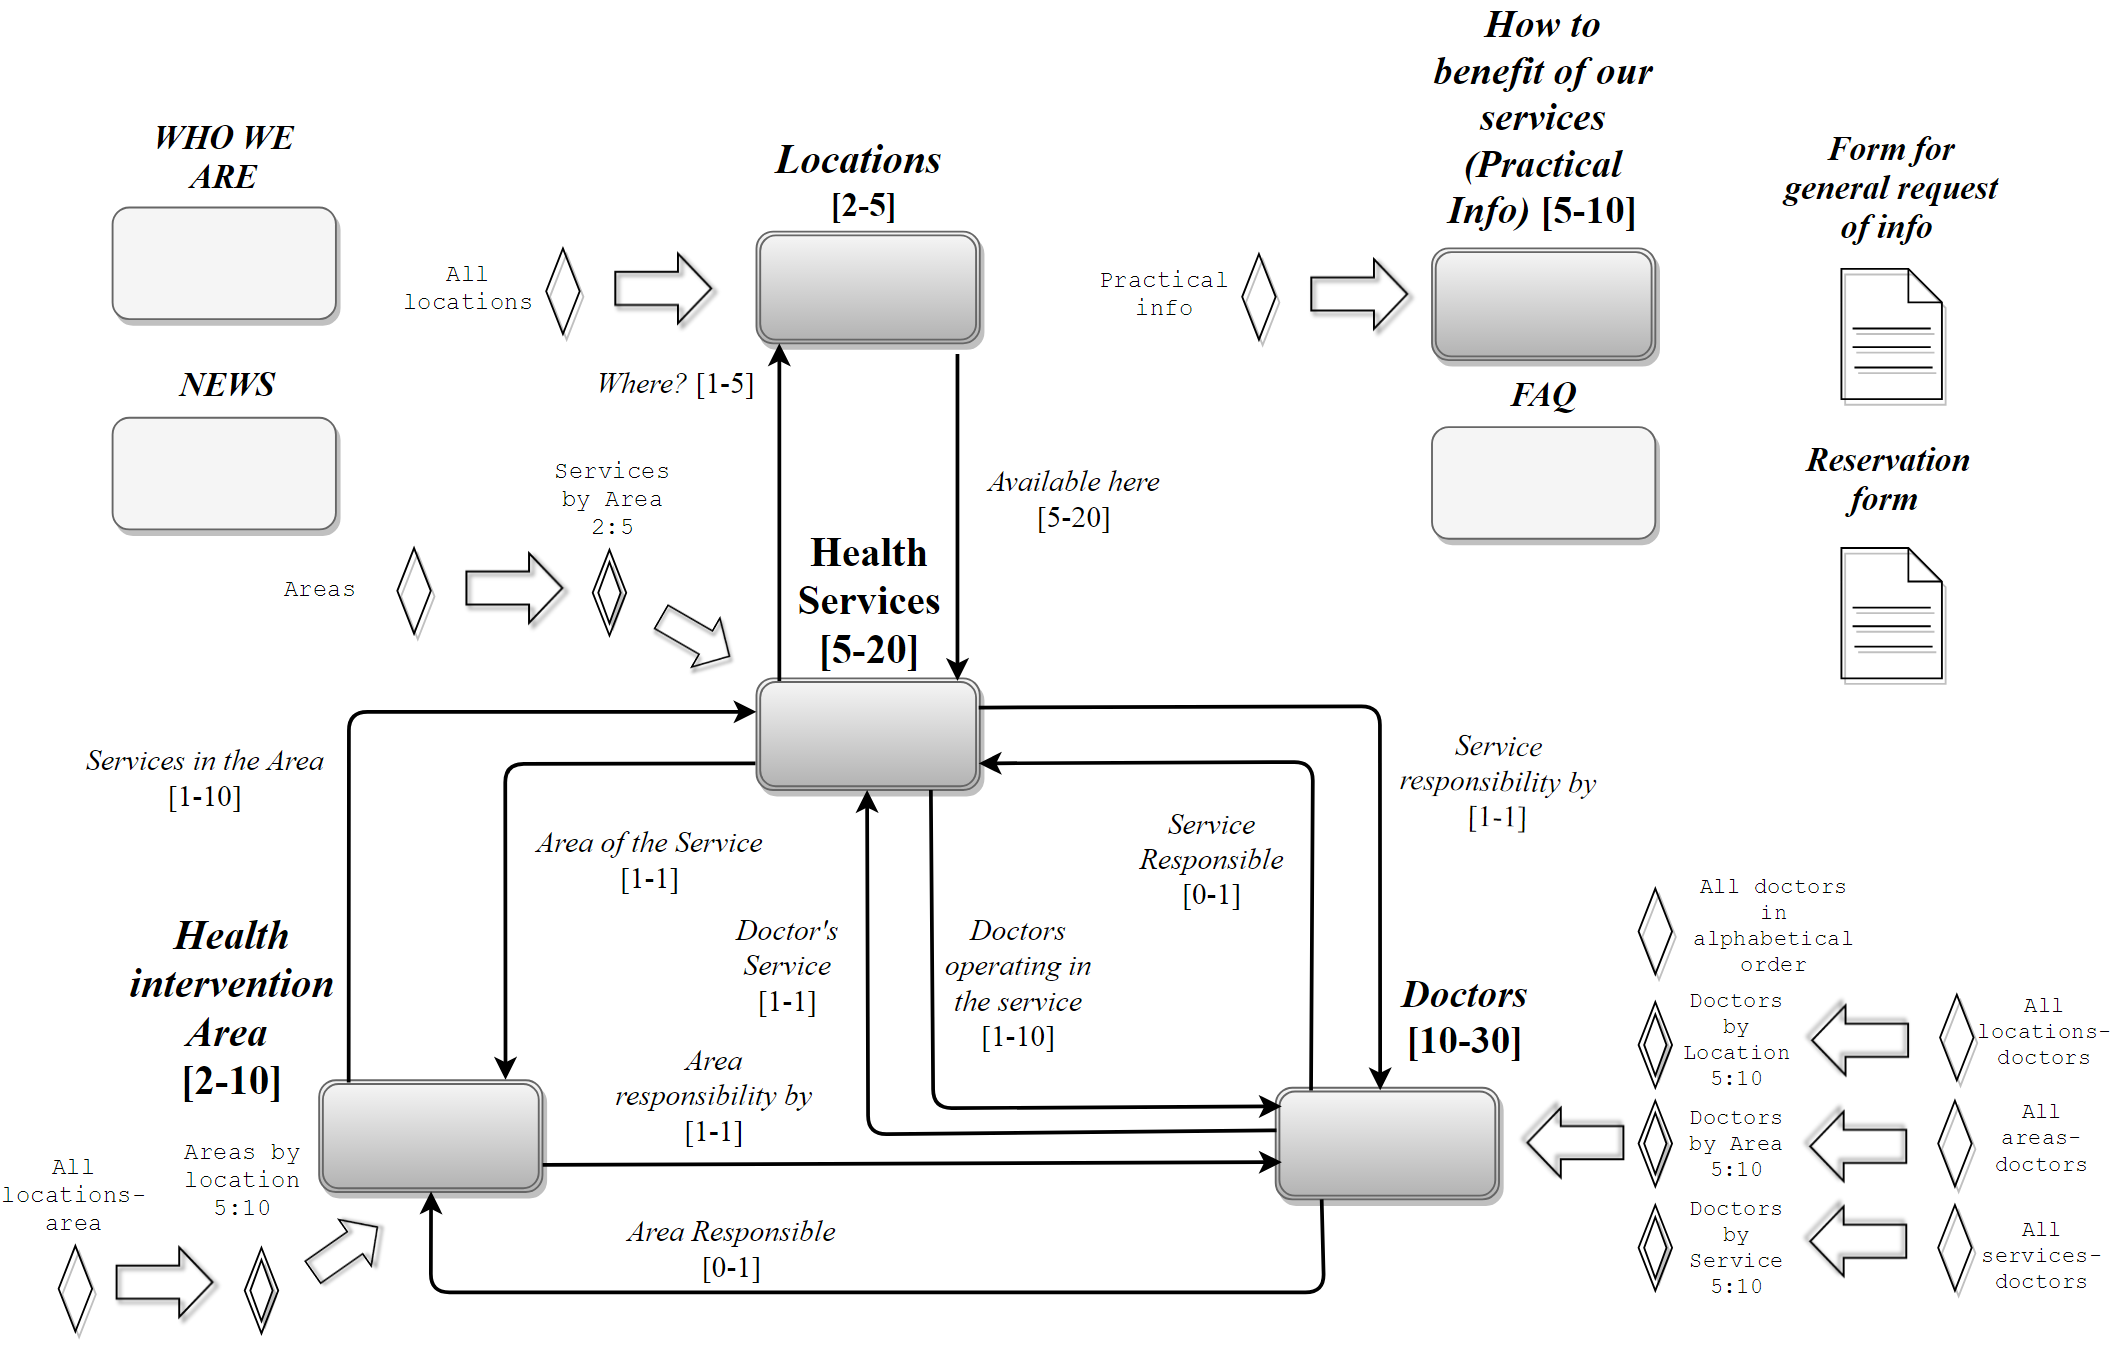 How to
benefit of our
services
(Practical
Info) [5-10]
WHO WE
ARE
Locations
[2-5]
Form for
general request
of info
All
locations
Practical
info
Where? [1-5]
NEWS
FAQ
Services
by Area
2:5
Available here
[5-20]
Reservation
form
Areas
Health
Services
[5-20]
Services in the Area
[1-10]
Service
responsibility by
[1-1]
Area of the Service
[1-1]
Service
Responsible
[0-1]
Doctor's
Service
[1-1]
Doctors
operating in
the service
[1-10]
All doctors
in
alphabetical
order
Health
intervention
Area
[2-10]
Doctors
[10-30]
Doctors
by
Location
5:10
All
locations-
doctors
Area
responsibility by
[1-1]
Doctors
by Area
5:10
All
areas-
doctors
All
locations-
area
Areas by
location
5:10
Doctors
by
Service
5:10
All
services-
doctors
Area Responsible
[0-1]